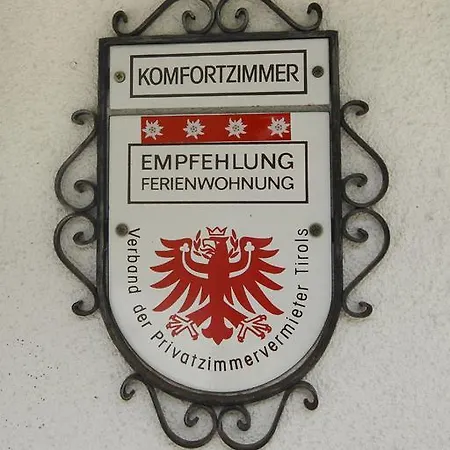 KOMFORTZIMMER
EMPFEHLUNG
FERIENWOHNUNG
Verband der Privatzimmervermieter Tirols